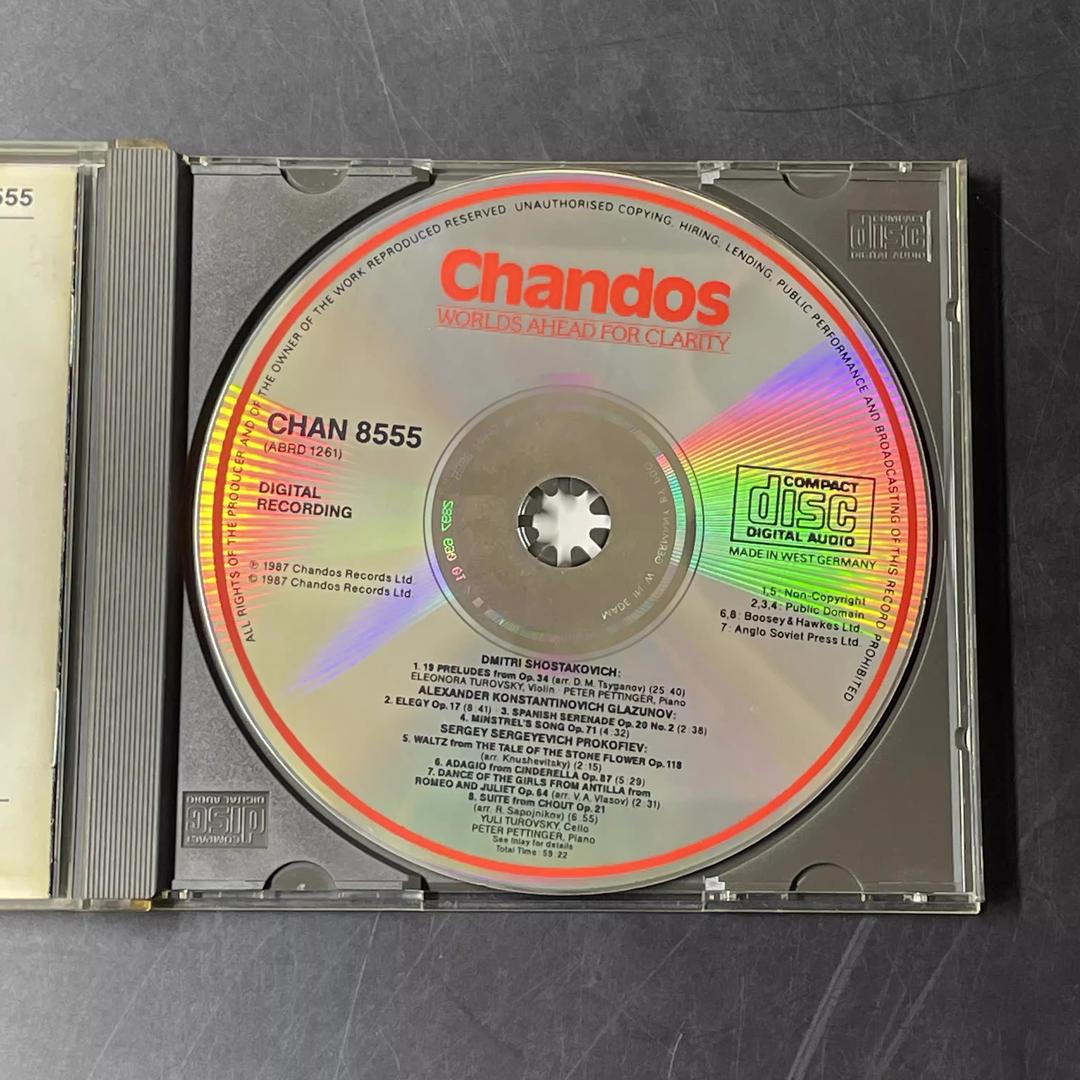 555
COMPACT
disc
DIGITAL AUDIO
ALL RIGHTS OF THE PRODUCER AND OF THE OWNER OF THE WORK REPRODUCED RESERVED UNAUTHORISED COPYING, HIRING, LENDING, PUBLIC PERFORMANCE AND BROADCASTING OF THIS RECORD PROHIBITED
Chandos
WORLDS AHEAD FOR CLARITY
CHAN 8555
(ABRD 1261)
DIGITAL
RECORDING
℗ 1987 Chandos Records Ltd.
© 1987 Chandos Records Ltd.
COMPACT
disc
DIGITAL AUDIO
MADE IN WEST GERMANY
1,5: Non-Copyright
2,3,4: Public Domain
6,8: Boosey & Hawkes Ltd.
7: Anglo Soviet Press Ltd.
MADE IN W. GERMANY BY PDO
DMITRI SHOSTAKOVICH:
1. 19 PRELUDES from Op. 34 (arr. D. M. Tsyganov) (25:40)
ELEONORA TUROVSKY, Violin · PETER PETTINGER, Piano
ALEXANDER KONSTANTINOVICH GLAZUNOV:
2. ELEGY Op. 17 (8:41) 3. SPANISH SERENADE Op. 20 No. 2 (2:38)
4. MINSTREL'S SONG Op. 71 (4:32)
SERGEY SERGEYEVICH PROKOFIEV:
5. WALTZ from THE TALE OF THE STONE FLOWER Op. 118
(arr. Knushevitsky) (2:15)
6. ADAGIO from CINDERELLA Op. 87 (5:29)
7. DANCE OF THE GIRLS FROM ANTILLA from
ROMEO AND JULIET Op. 64 (arr. V. A. Vlasov) (2:31)
8. SUITE from CHOUT Op. 21
(arr. R. Sapojnikov) (6:55)
YULI TUROVSKY, Cello
PETER PETTINGER, Piano
See inlay for details
Total Time: 59:22
COMPACT
disc
DIGITAL AUDIO